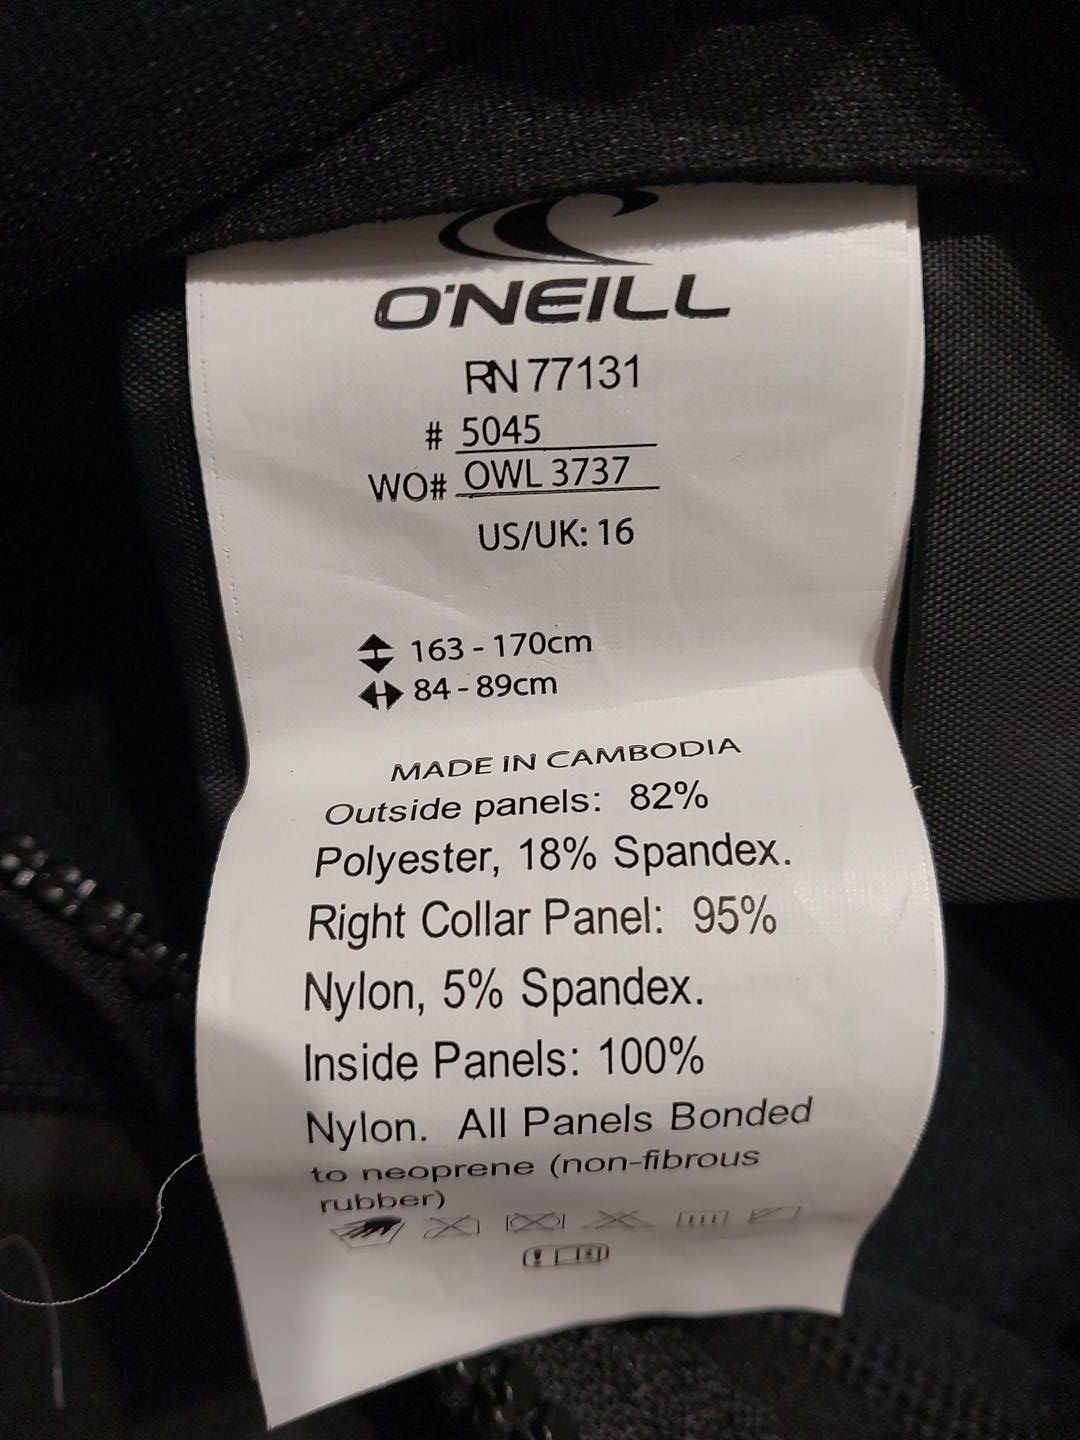 O'NEILL
RN 77131
# 5045
WO# OWL 3737
US/UK: 16
163 - 170cm
84 - 89cm
MADE IN CAMBODIA
Outside panels: 82%
Polyester, 18% Spandex.
Right Collar Panel: 95%
Nylon, 5% Spandex.
Inside Panels: 100%
Nylon. All Panels Bonded
to neoprene (non-fibrous
rubber)